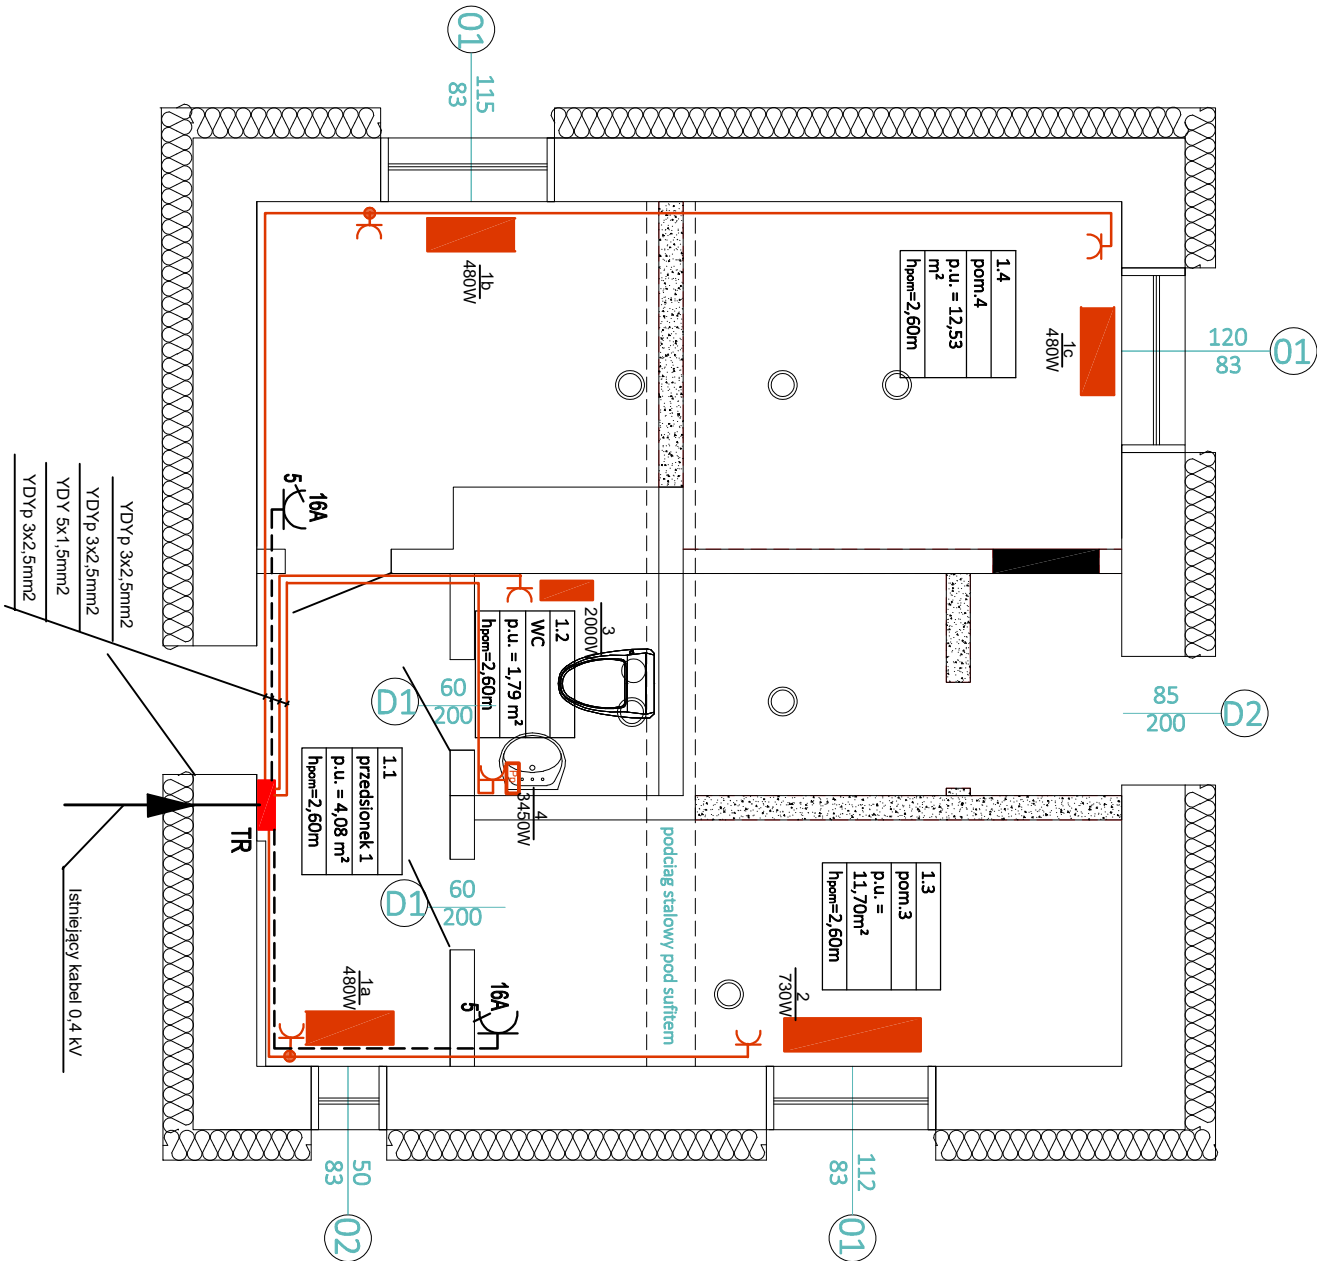 01
115
83
1b
480W
1.4
pom.4
p.u. = 12,53
m²
hpom=2,60m
1c
480W
120
83
01
16A
5
YDYp 3x2,5mm2
YDYp 3x2,5mm2
YDY 5x1,5mm2
YDYp 3x2,5mm2
3
2000W
1.2
WC
p.u. = 1,79 m²
hpom=2,60m
D1
60
200
85
200
D2
1.1
przedsionek 1
p.u. = 4,08 m²
hpom=2,60m
4
3450W
TR
Istniejący kabel 0,4 kV
D1
60
200
podciag stalowy pod sufitem
1.3
pom.3
p.u. =
11,70m²
hpom=2,60m
1a
480W
16A
5
2
730W
50
83
02
112
83
01